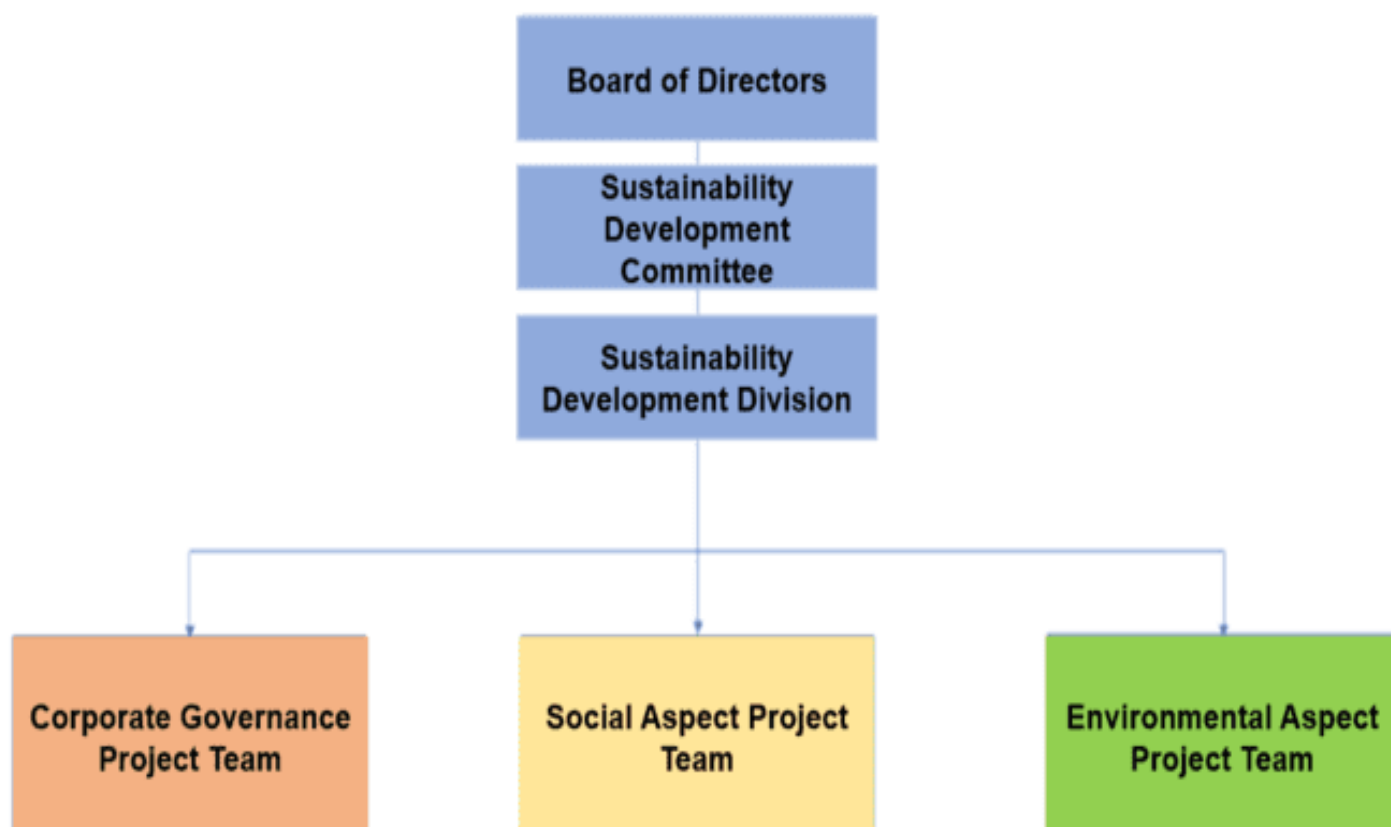 Board of Directors
Sustainability
Development
Committee
Sustainability
Development Division
Corporate Governance
Project Team
Social Aspect Project
Team
Environmental Aspect
Project Team